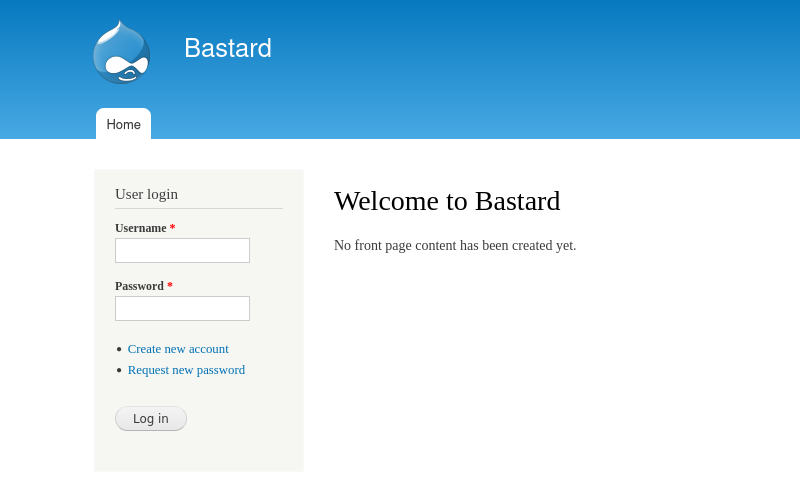 Bastard
Home
User login
Username *
Password *
Create new account
Request new password
Log in
Welcome to Bastard
No front page content has been created yet.